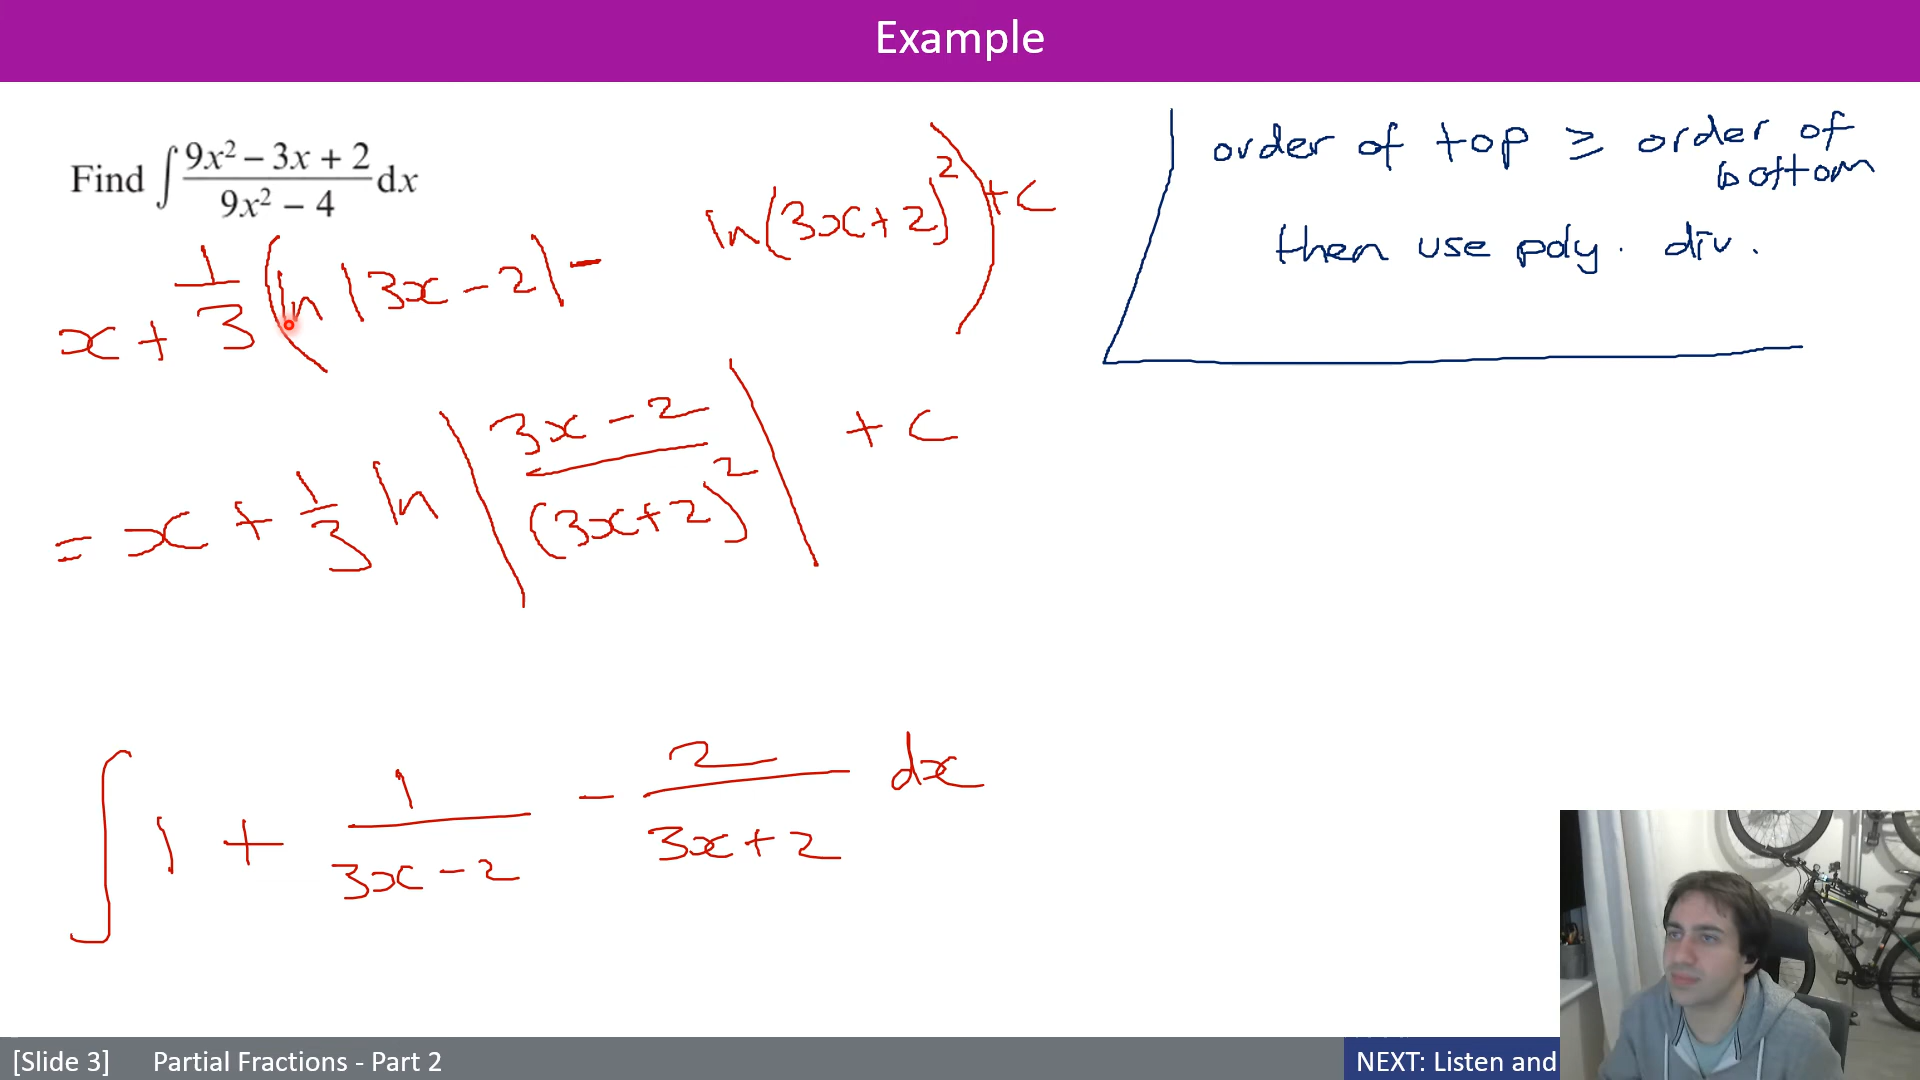 Example
Find ∫ (9x² − 3x + 2)/(9x² − 4) dx
x + 1/3 (ln |3x − 2| − ln(3x+2)²) + c
= x + 1/3 ln |(3x − 2)/(3x+2)²| + c
∫ 1 + 1/(3x − 2) − 2/(3x + 2) dx
order of top ≥ order of
bottom
then use poly. div.
[Slide 3] Partial Fractions - Part 2
NEXT: Listen and